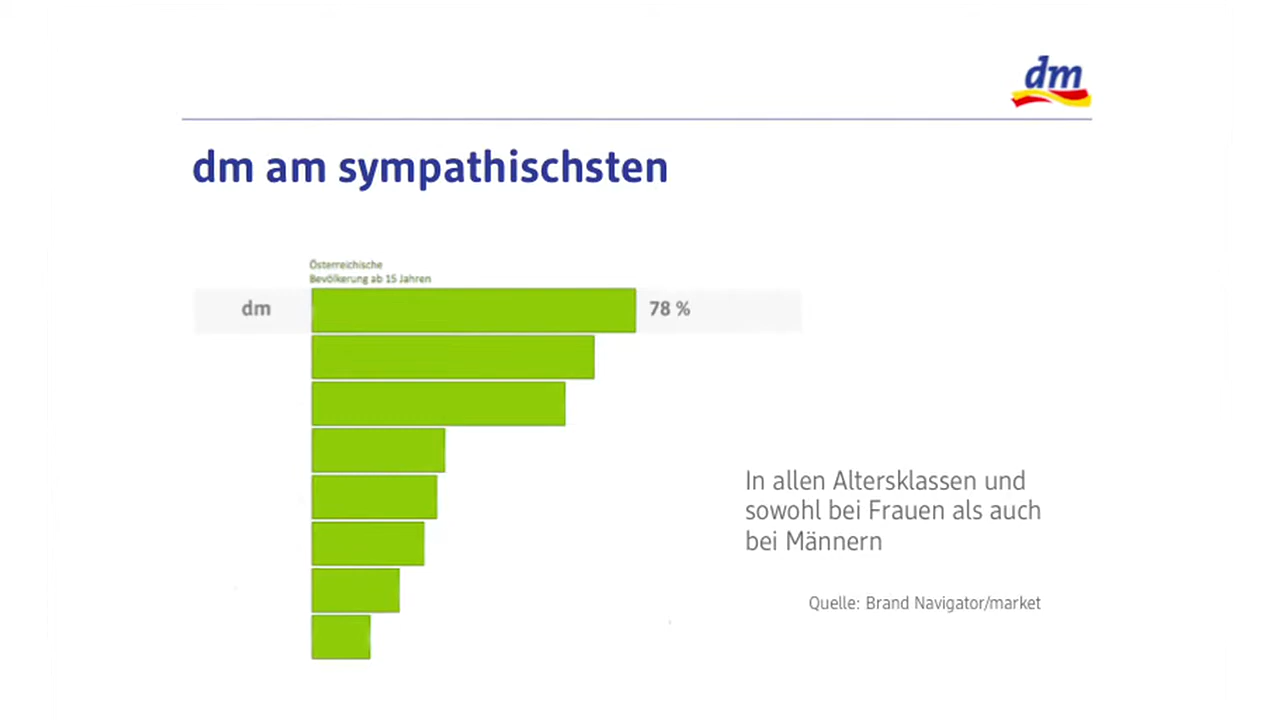 dm
dm am sympathischsten
Österreichische
Bevölkerung ab 15 Jahren
dm
78 %
In allen Altersklassen und
sowohl bei Frauen als auch
bei Männern
Quelle: Brand Navigator/market